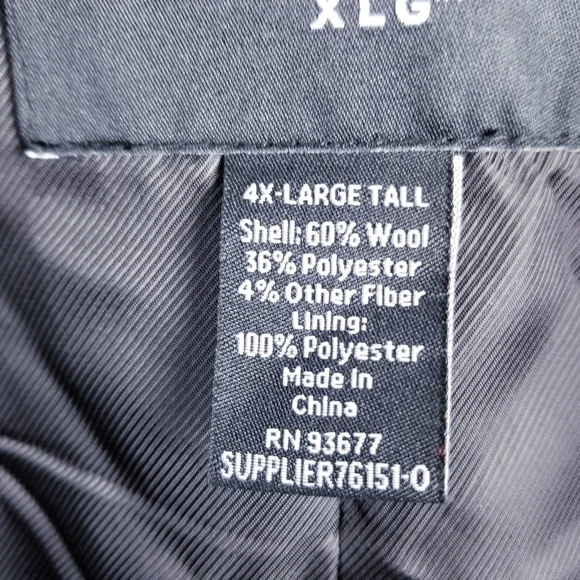 XLG
4X-LARGE TALL
Shell: 60% Wool
36% Polyester
4% Other Fiber
Lining:
100% Polyester
Made In
China
RN 93677
SUPPLIER76151-0